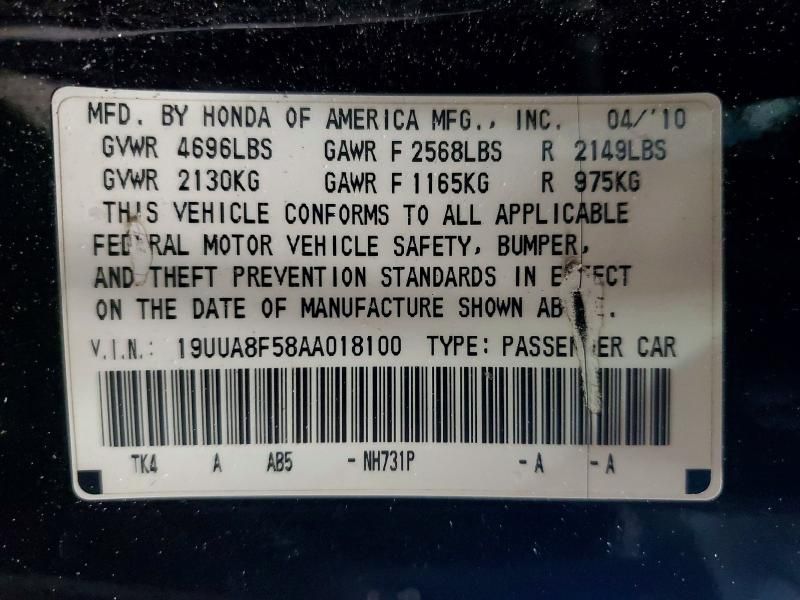 MFD. BY HONDA OF AMERICA MFG., INC. 04/'10
GVWR 4696LBS GAWR F 2568LBS R 2149LBS
GVWR 2130KG GAWR F 1165KG R 975KG
THIS VEHICLE CONFORMS TO ALL APPLICABLE
FEDERAL MOTOR VEHICLE SAFETY, BUMPER,
AND THEFT PREVENTION STANDARDS IN EFFECT
ON THE DATE OF MANUFACTURE SHOWN ABOVE.
V.I.N.: 19UUA8F58AA018100 TYPE: PASSENGER CAR
TK4 A AB5 - NH731P - A - A